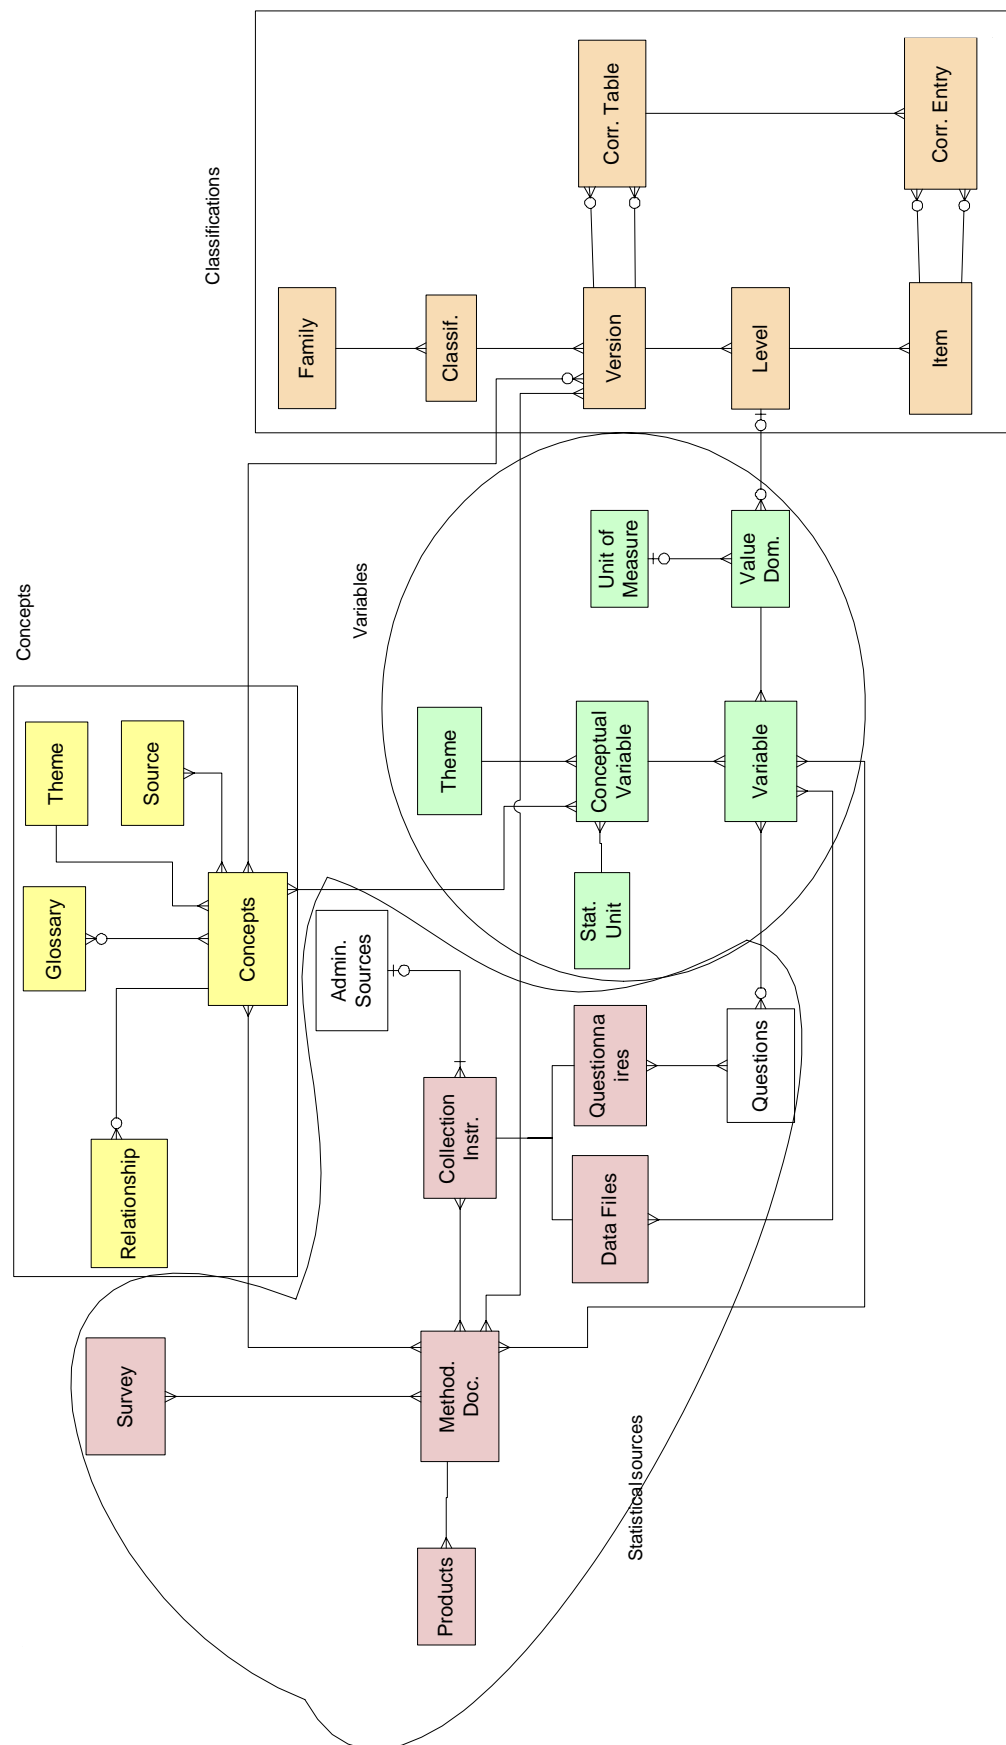 Concepts
Theme
Source
Glossary
Concepts
Relationship
Classifications
Family
Classif.
Version
Level
Item
Corr. Table
Corr. Entry
Variables
Theme
Unit of
Measure
Conceptual
Variable
Stat.
Unit
Value
Dom.
Variable
Survey
Admin.
Sources
Products
Method.
Doc.
Collection
Instr.
Data Files
Questionna
ires
Questions
Statisticalsources